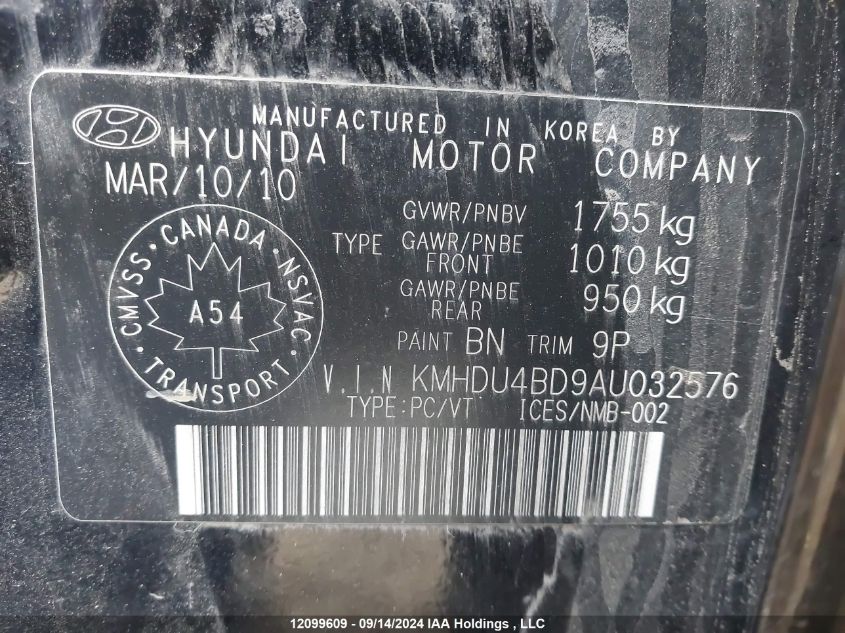 MANUFACTURED IN KOREA BY
HYUNDAI MOTOR COMPANY
MAR/10/10
GVWR/PNBV 1755 kg
TYPE GAWR/PNBE FRONT 1010 kg
GAWR/PNBE REAR 950 kg
PAINT BN TRIM 9P
CMVSS · CANADA · NSVAC · TRANSPORT ·
A54
V.I.N KMHDU4BD9AU032576
TYPE:PC/VT ICES/NMB-002
12099609 - 09/14/2024 IAA Holdings , LLC